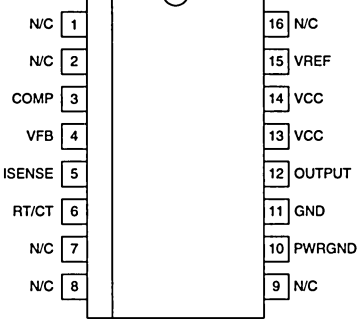 N/C 1 16 N/C
N/C 2 15 VREF
COMP 3 14 VCC
VFB 4 13 VCC
ISENSE 5 12 OUTPUT
RT/CT 6 11 GND
N/C 7 10 PWRGND
N/C 8 9 N/C